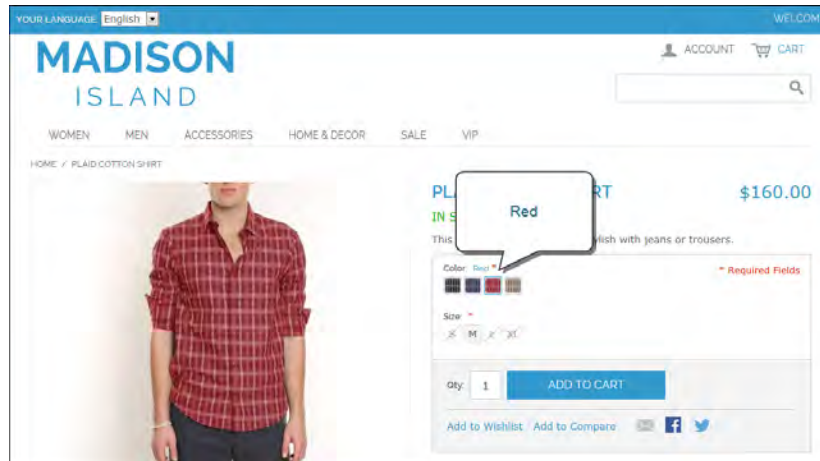 YOUR LANGUAGE: English
WELCOM
MADISON
ISLAND
ACCOUNT
CART
WOMEN MEN ACCESSORIES HOME & DECOR SALE VIP
HOME / PLAID COTTON SHIRT
PL RT
$160.00
Red
IN S
This lish with jeans or trousers.
Color: Red *
* Required Fields
Size: *
S M L XL
Qty: 1 ADD TO CART
Add to Wishlist Add to Compare